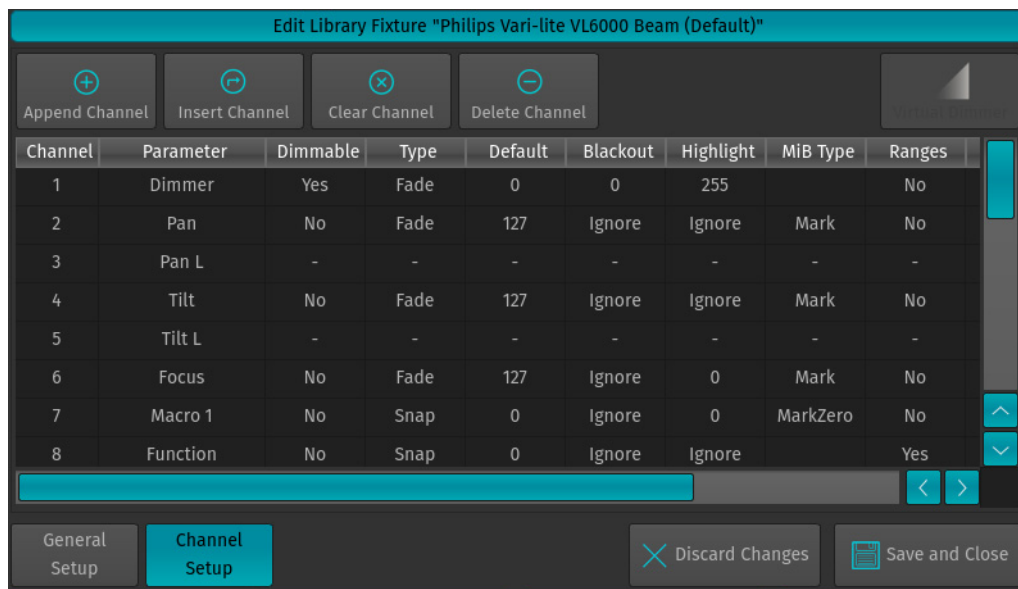 Edit Library Fixture "Philips Vari-lite VL6000 Beam (Default)"
Append Channel Insert Channel Clear Channel Delete Channel Virtual Dimmer
Channel Parameter Dimmable Type Default Blackout Highlight MiB Type Ranges
1 Dimmer Yes Fade 0 0 255 No
2 Pan No Fade 127 Ignore Ignore Mark No
3 Pan L - - - - - - -
4 Tilt No Fade 127 Ignore Ignore Mark No
5 Tilt L - - - - - - -
6 Focus No Fade 127 Ignore 0 Mark No
7 Macro 1 No Snap 0 Ignore 0 MarkZero No
8 Function No Snap 0 Ignore Ignore Yes
General Setup
Channel Setup
Discard Changes Save and Close